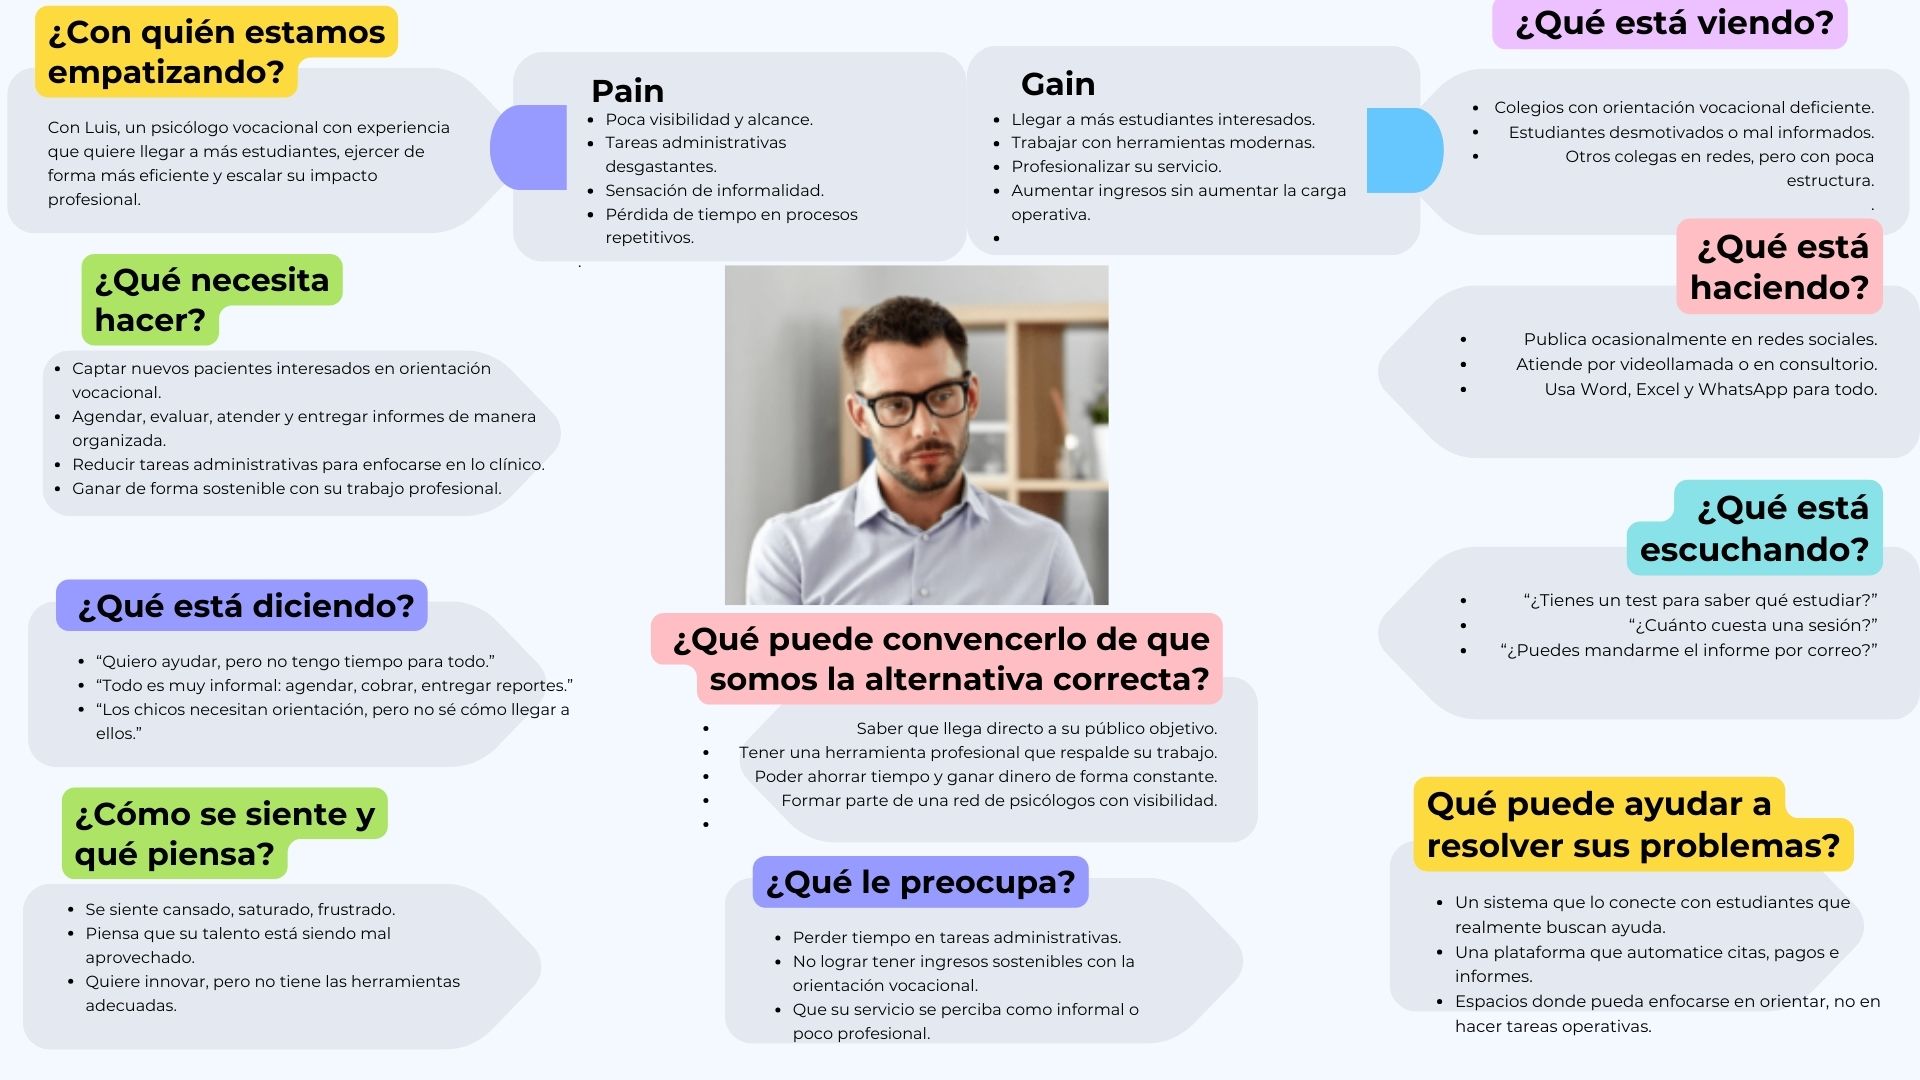 ¿Con quién estamos
empatizando?
Con Luis, un psicólogo vocacional con experiencia
que quiere llegar a más estudiantes, ejercer de
forma más eficiente y escalar su impacto
profesional.
Pain
• Poca visibilidad y alcance.
• Tareas administrativas
desgastantes.
• Sensación de informalidad.
• Pérdida de tiempo en procesos
repetitivos.
.
Gain
• Llegar a más estudiantes interesados.
• Trabajar con herramientas modernas.
• Profesionalizar su servicio.
• Aumentar ingresos sin aumentar la carga
operativa.
•
¿Qué está viendo?
• Colegios con orientación vocacional deficiente.
• Estudiantes desmotivados o mal informados.
• Otros colegas en redes, pero con poca
estructura.
.
¿Qué necesita
hacer?
• Captar nuevos pacientes interesados en orientación
vocacional.
• Agendar, evaluar, atender y entregar informes de manera
organizada.
• Reducir tareas administrativas para enfocarse en lo clínico.
• Ganar de forma sostenible con su trabajo profesional.
¿Qué está
haciendo?
• Publica ocasionalmente en redes sociales.
• Atiende por videollamada o en consultorio.
• Usa Word, Excel y WhatsApp para todo.
¿Qué está
escuchando?
• “¿Tienes un test para saber qué estudiar?”
• “¿Cuánto cuesta una sesión?”
• “¿Puedes mandarme el informe por correo?”
¿Qué está diciendo?
• “Quiero ayudar, pero no tengo tiempo para todo.”
• “Todo es muy informal: agendar, cobrar, entregar reportes.”
• “Los chicos necesitan orientación, pero no sé cómo llegar a
ellos.”
¿Qué puede convencerlo de que
somos la alternativa correcta?
• Saber que llega directo a su público objetivo.
• Tener una herramienta profesional que respalde su trabajo.
• Poder ahorrar tiempo y ganar dinero de forma constante.
• Formar parte de una red de psicólogos con visibilidad.
•
¿Cómo se siente y
qué piensa?
• Se siente cansado, saturado, frustrado.
• Piensa que su talento está siendo mal
aprovechado.
• Quiere innovar, pero no tiene las herramientas
adecuadas.
¿Qué le preocupa?
• Perder tiempo en tareas administrativas.
• No lograr tener ingresos sostenibles con la
orientación vocacional.
• Que su servicio se perciba como informal o
poco profesional.
Qué puede ayudar a
resolver sus problemas?
• Un sistema que lo conecte con estudiantes que
realmente buscan ayuda.
• Una plataforma que automatice citas, pagos e
informes.
• Espacios donde pueda enfocarse en orientar, no en
hacer tareas operativas.